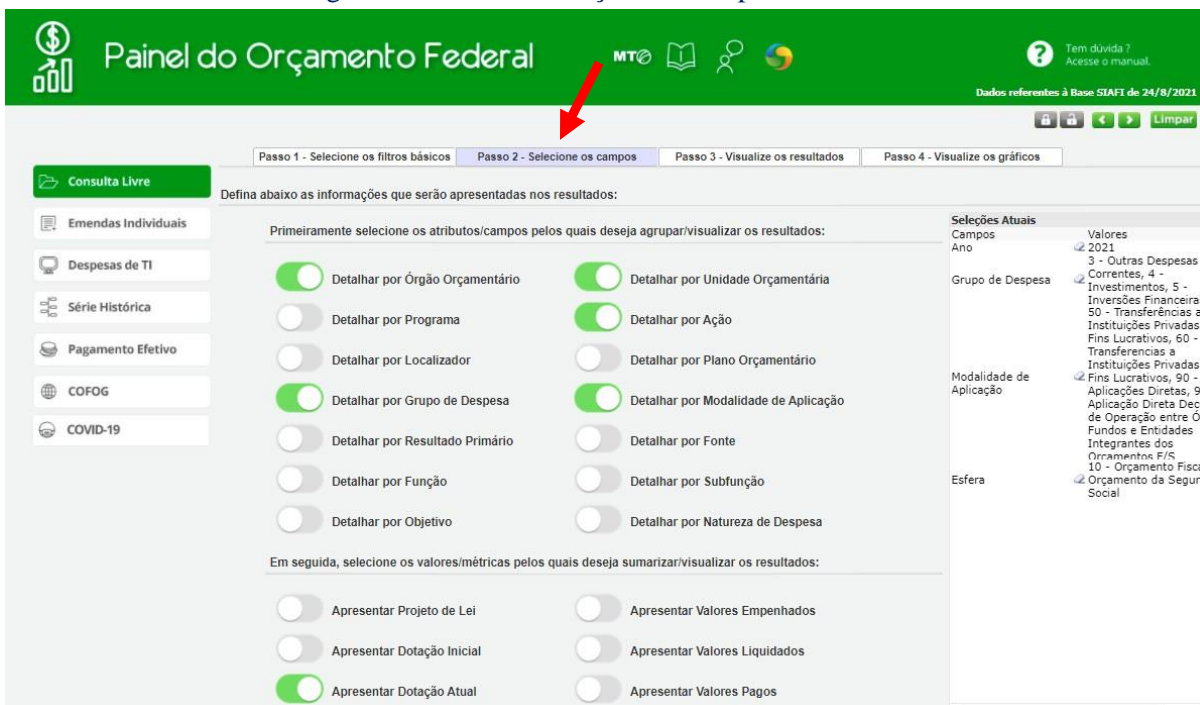 Painel do Orçamento Federal
MTO
?
Tem dúvida ?
Acesse o manual.
Dados referentes à Base SIAFI de 24/8/2021
Limpar
Passo 1 - Selecione os filtros básicos
Passo 2 - Selecione os campos
Passo 3 - Visualize os resultados
Passo 4 - Visualize os gráficos
Consulta Livre
Emendas Individuais
Despesas de TI
Série Histórica
Pagamento Efetivo
COFOG
COVID-19
Defina abaixo as informações que serão apresentadas nos resultados:
Primeiramente selecione os atributos/campos pelos quais deseja agrupar/visualizar os resultados:
Detalhar por Órgão Orçamentário
Detalhar por Unidade Orçamentária
Detalhar por Programa
Detalhar por Ação
Detalhar por Localizador
Detalhar por Plano Orçamentário
Detalhar por Grupo de Despesa
Detalhar por Modalidade de Aplicação
Detalhar por Resultado Primário
Detalhar por Fonte
Detalhar por Função
Detalhar por Subfunção
Detalhar por Objetivo
Detalhar por Natureza de Despesa
Em seguida, selecione os valores/métricas pelos quais deseja sumarizar/visualizar os resultados:
Apresentar Projeto de Lei
Apresentar Valores Empenhados
Apresentar Dotação Inicial
Apresentar Valores Liquidados
Apresentar Dotação Atual
Apresentar Valores Pagos
Seleções Atuais
Campos
Valores
Ano
2021
Grupo de Despesa
3 - Outras Despesas
Correntes, 4 -
Investimentos, 5 -
Inversões Financeira
Modalidade de
Aplicação
50 - Transferências a
Instituições Privadas
Fins Lucrativos, 60 -
Transferencias a
Instituições Privadas
Fins Lucrativos, 90 -
Aplicações Diretas, 9
Aplicação Direta Dec
de Operação entre Ó
Fundos e Entidades
Integrantes dos
Orçamentos F/S
Esfera
10 - Orçamento Fisca
Orçamento da Segur
Social